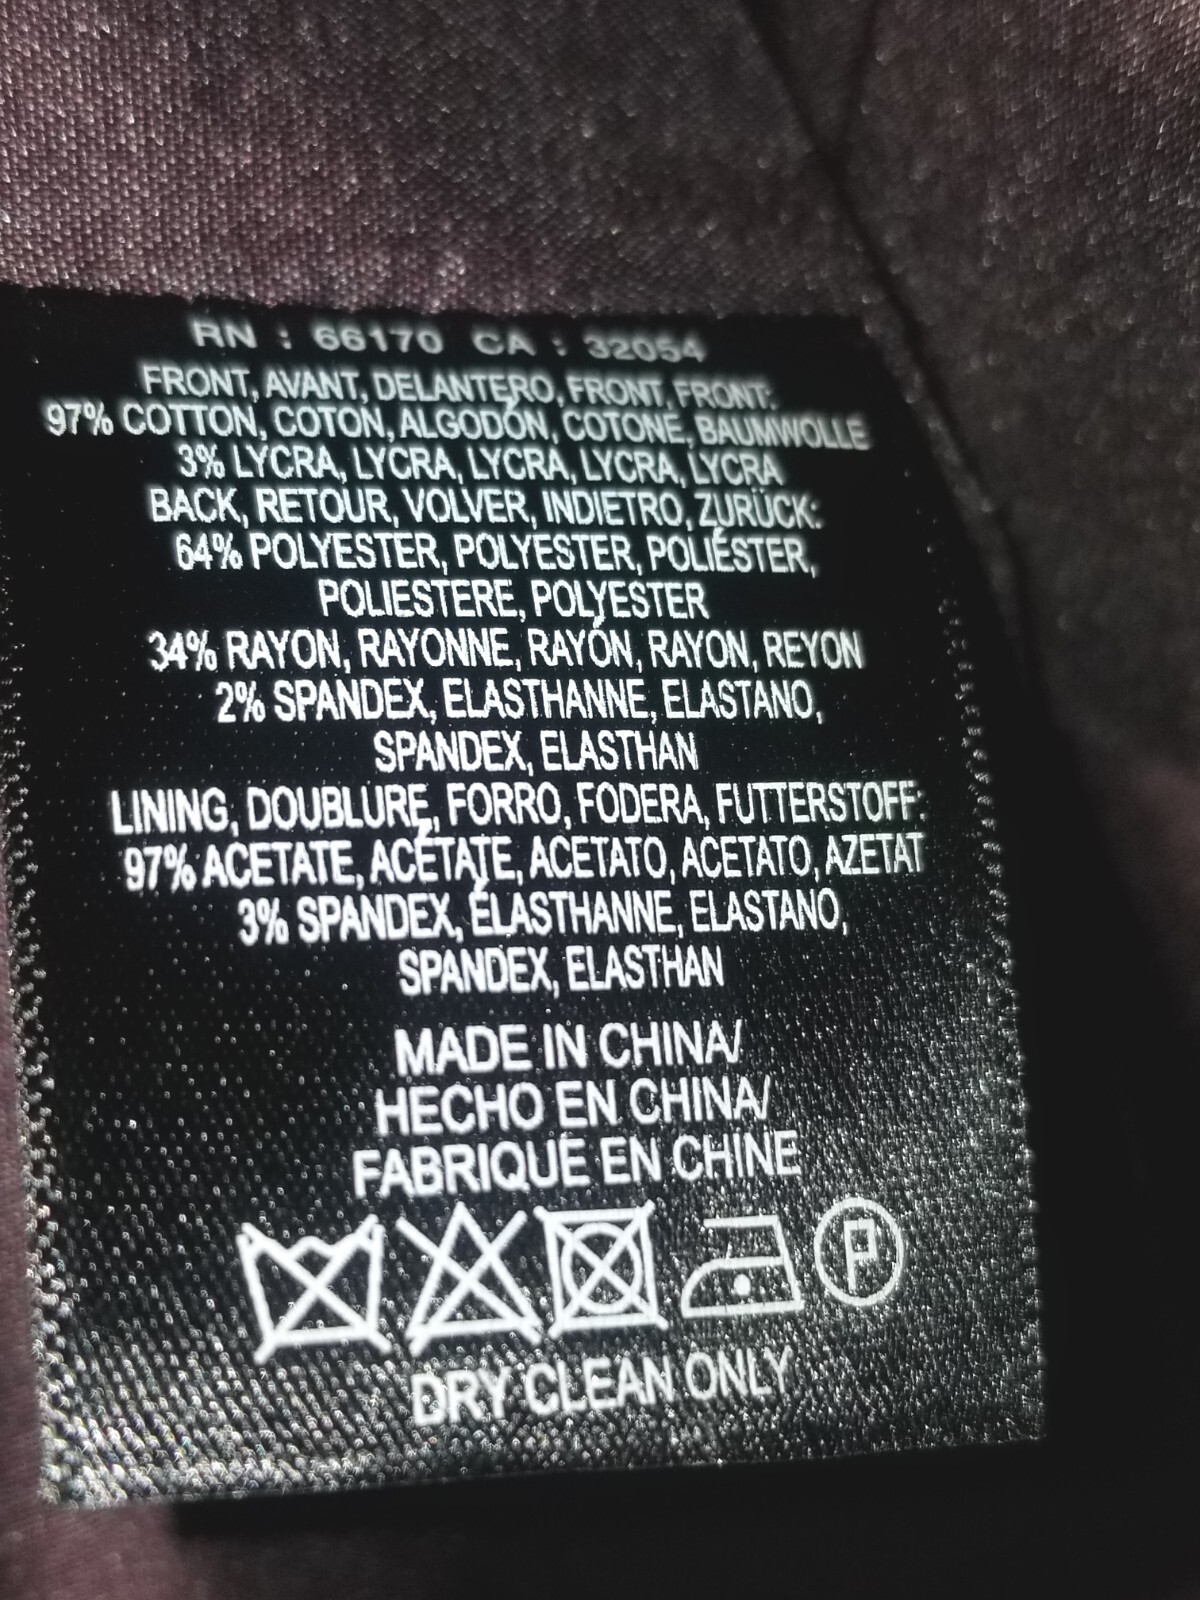 RN : 66170 CA : 32054
FRONT, AVANT, DELANTERO, FRONT, FRONT:
97% COTTON, COTON, ALGODÓN, COTONE, BAUMWOLLE
3% LYCRA, LYCRA, LYCRA, LYCRA, LYCRA
BACK, RETOUR, VOLVER, INDIETRO, ZURÜCK:
64% POLYESTER, POLYESTER, POLIÉSTER,
POLIESTERE, POLYESTER
34% RAYON, RAYONNE, RAYÓN, RAYON, REYON
2% SPANDEX, ELASTHANNE, ELASTANO,
SPANDEX, ELASTHAN
LINING, DOUBLURE, FORRO, FODERA, FUTTERSTOFF:
97% ACETATE, ACÉTATE, ACETATO, ACETATO, AZETAT
3% SPANDEX, ÉLASTHANNE, ELASTANO,
SPANDEX, ELASTHAN
MADE IN CHINA/
HECHO EN CHINA/
FABRIQUE EN CHINE
P
DRY CLEAN ONLY